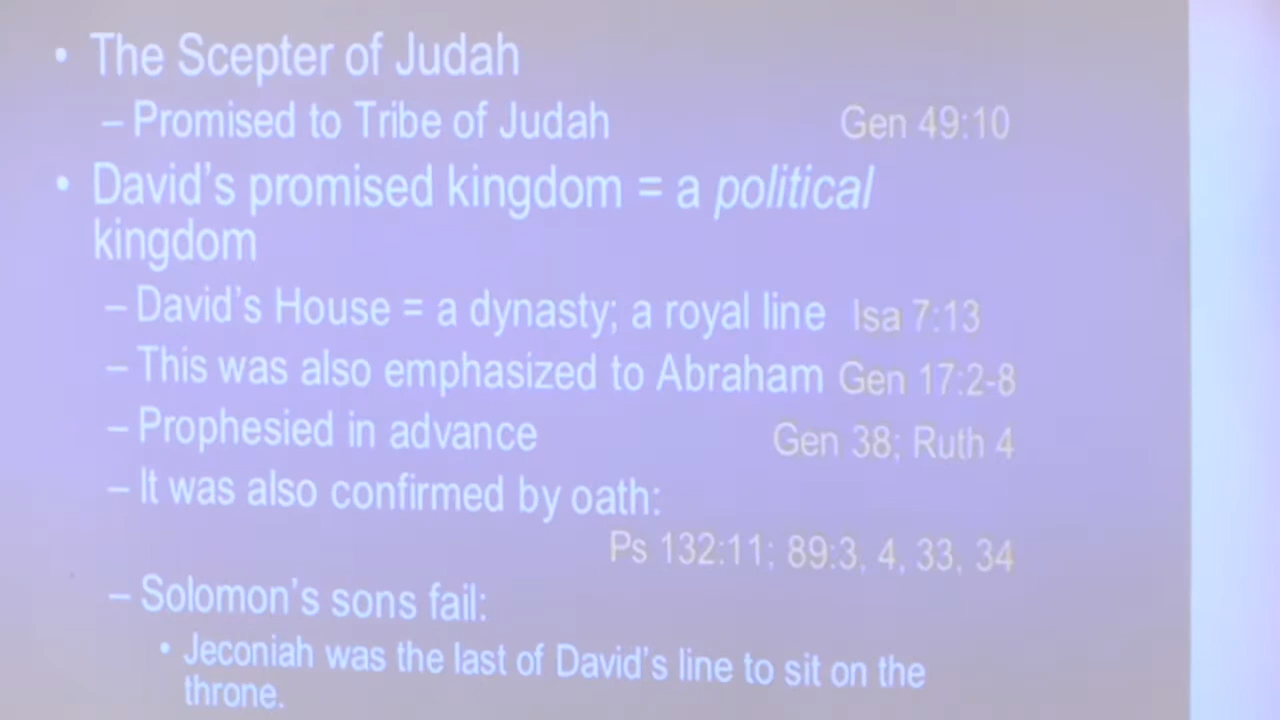 • The Scepter of Judah
– Promised to Tribe of Judah Gen 49:10
• David's promised kingdom = a political
kingdom
– David's House = a dynasty; a royal line Isa 7:13
– This was also emphasized to Abraham Gen 17:2-8
– Prophesied in advance Gen 38; Ruth 4
– It was also confirmed by oath:
Ps 132:11; 89:3, 4, 33, 34
– Solomon's sons fail:
• Jeconiah was the last of David's line to sit on the
throne.